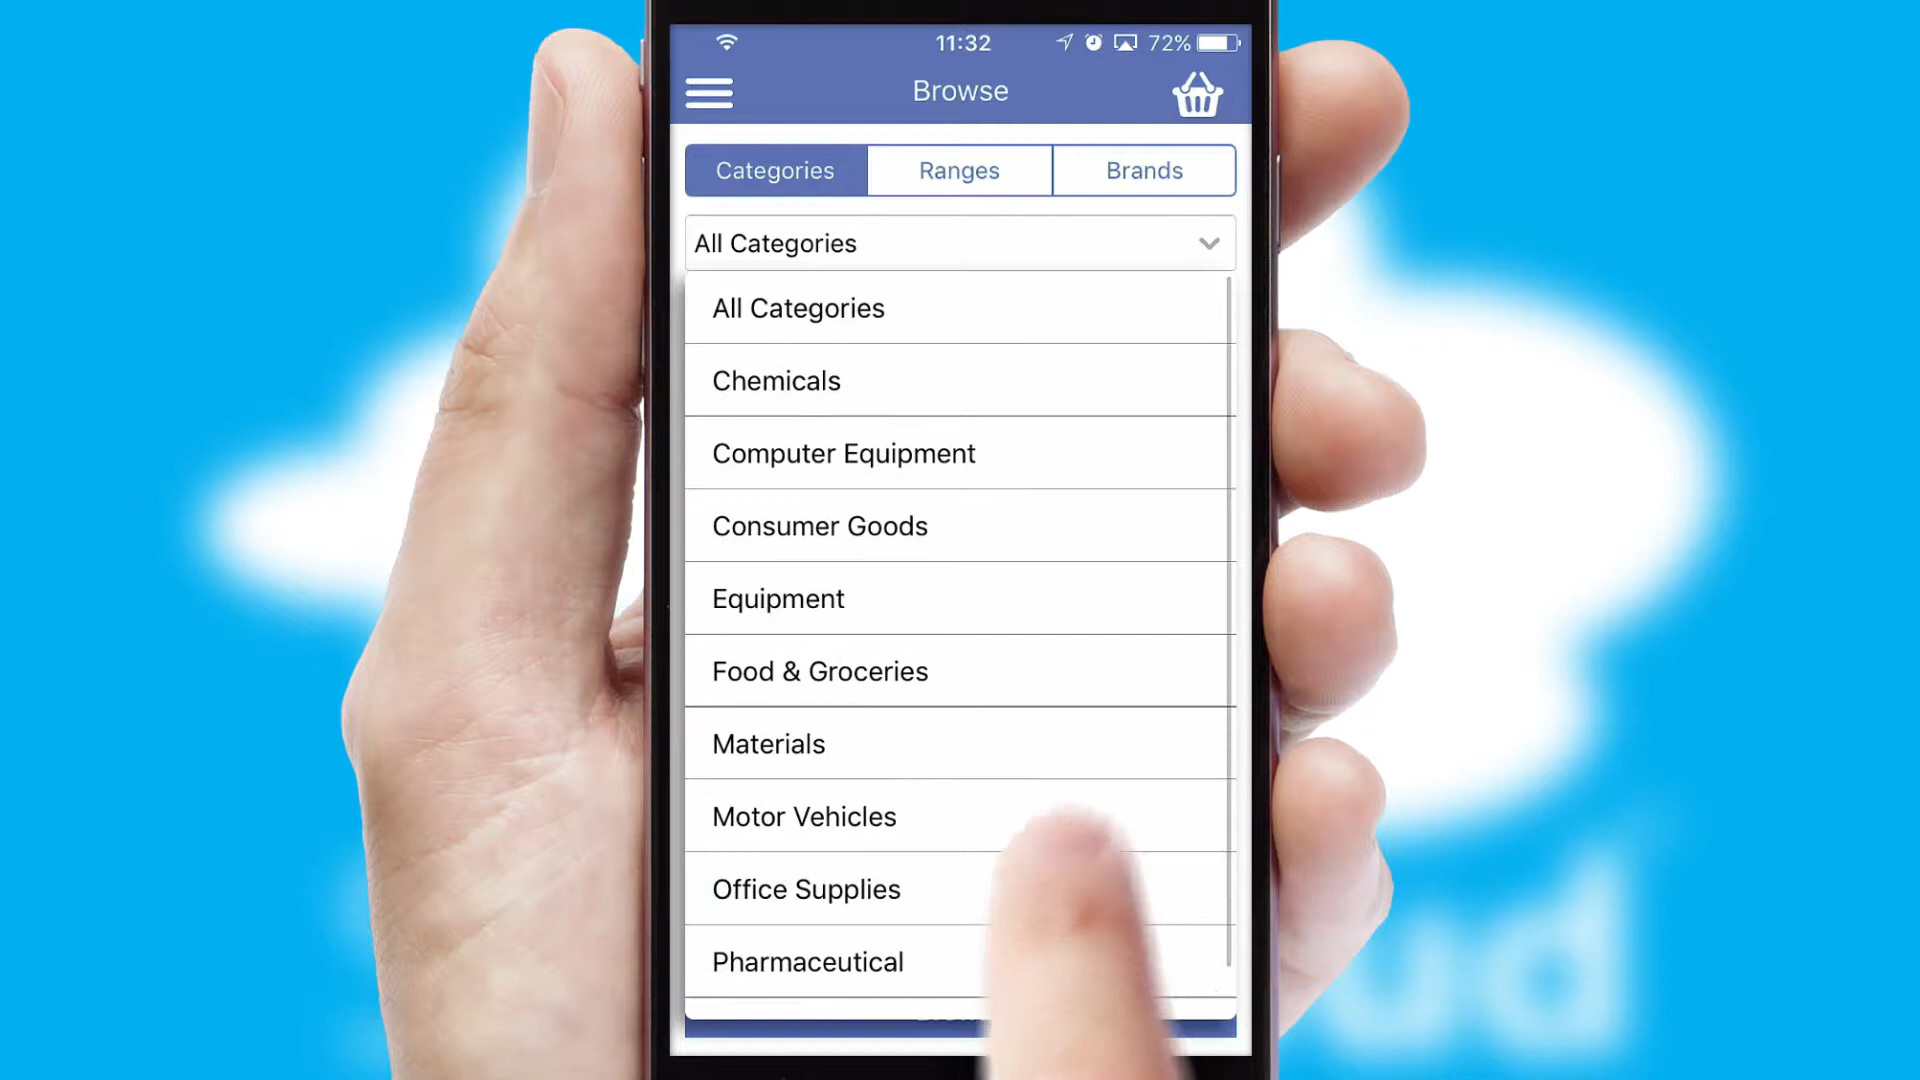 11:32
72%
Browse
Categories
Ranges
Brands
All Categories
All Categories
Chemicals
Computer Equipment
Consumer Goods
Equipment
Food & Groceries
Materials
Motor Vehicles
Office Supplies
Pharmaceutical